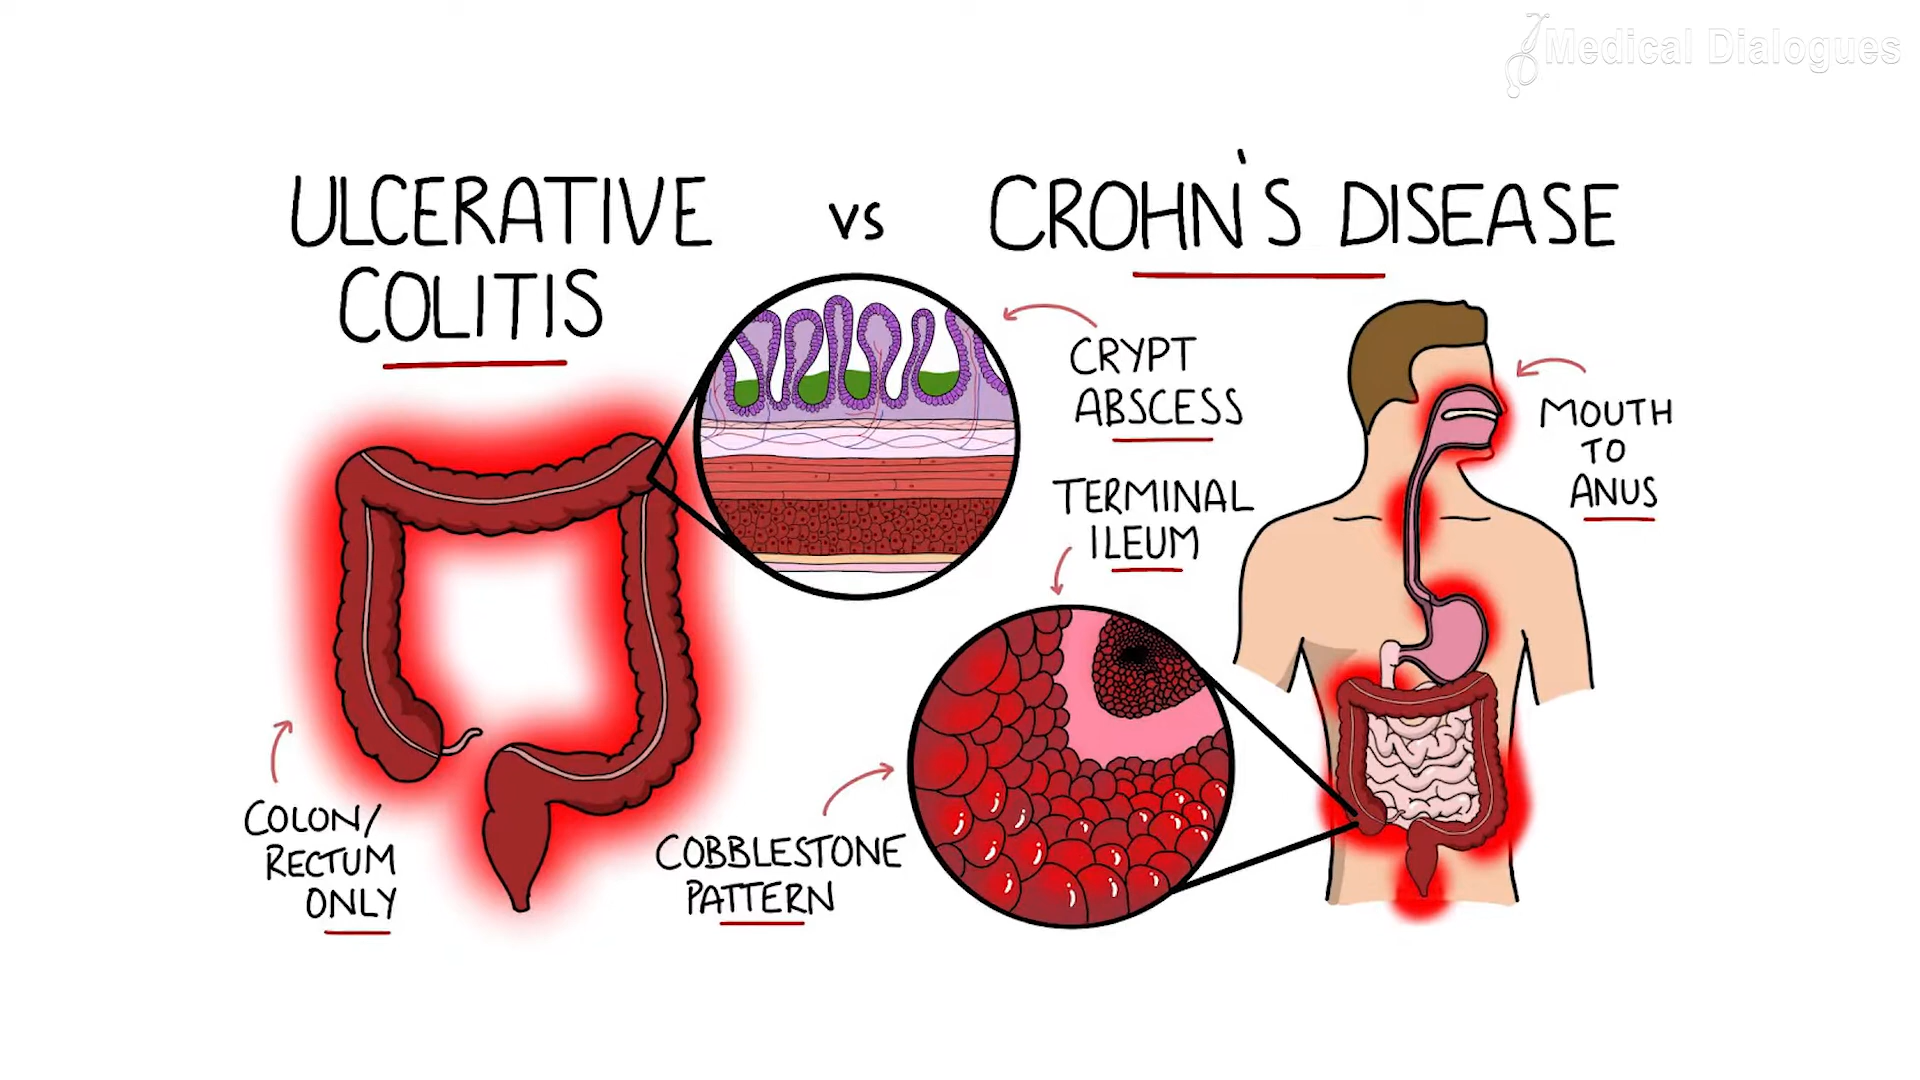 Medical Dialogues
ULCERATIVE
COLITIS
vs
CROHN'S DISEASE
CRYPT
ABSCESS
MOUTH
TO
ANUS
TERMINAL
ILEUM
COLON/
RECTUM
ONLY
COBBLESTONE
PATTERN